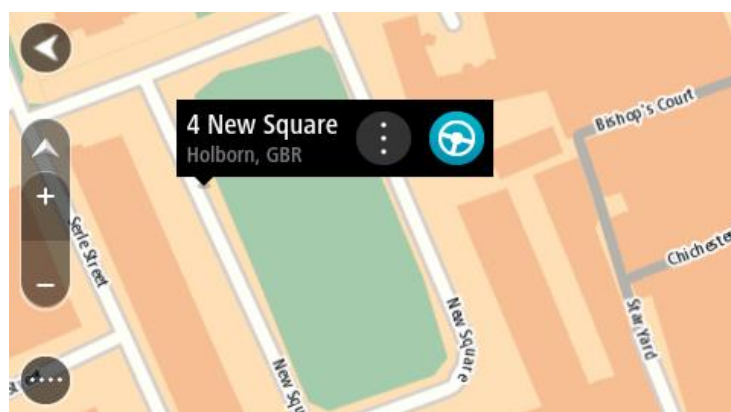 4 New Square
Holborn, GBR
Bishop's Court
Serle Street
Chicheste
New Square
Star Yard
New Squ